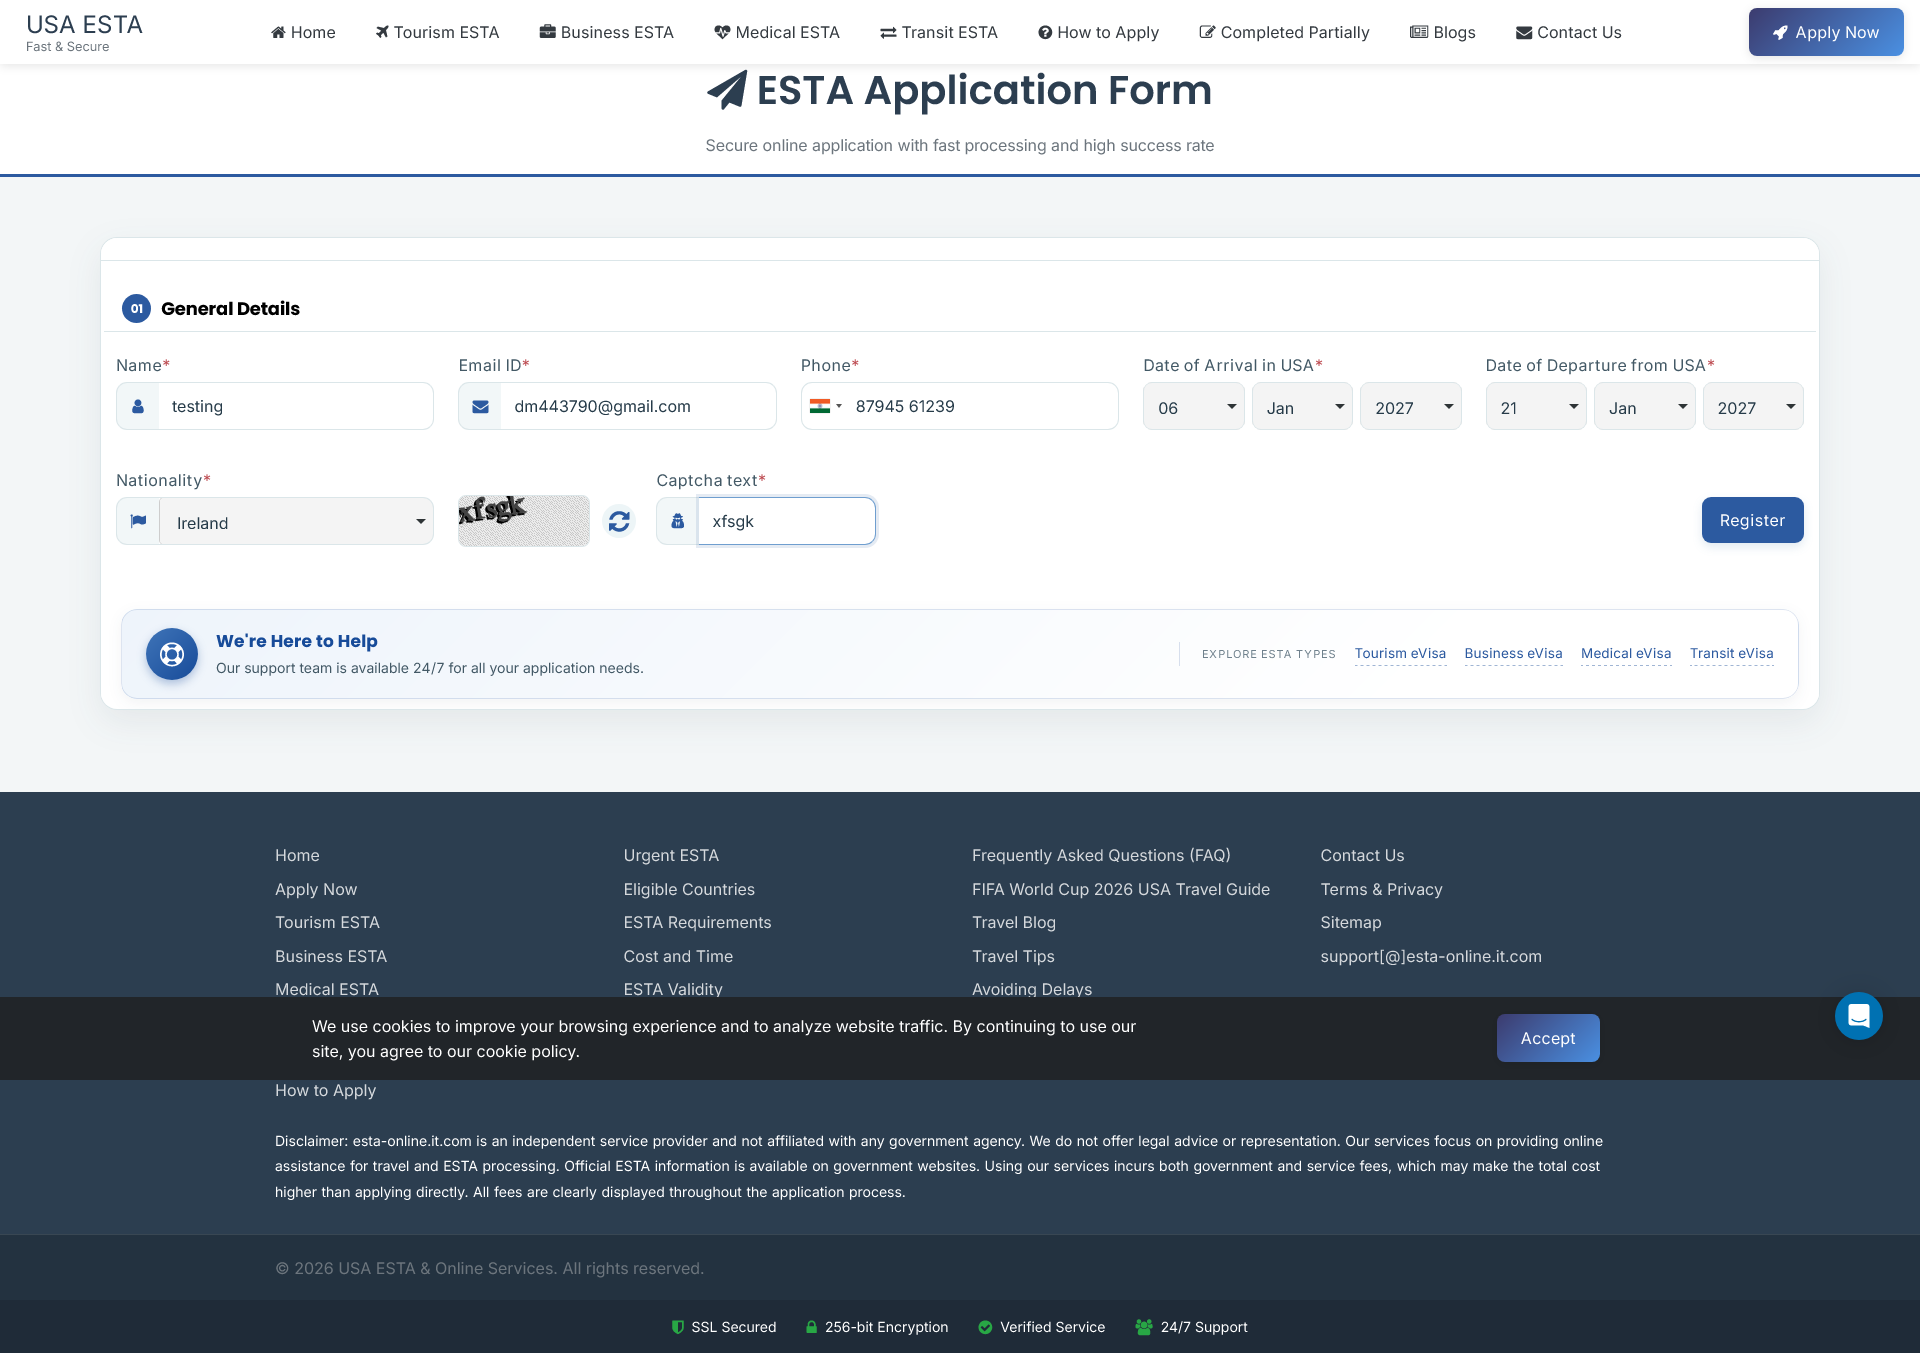 USA ESTA
Fast & Secure
Home
Tourism ESTA
Business ESTA
Medical ESTA
Transit ESTA
How to Apply
Completed Partially
Blogs
Contact Us
Apply Now
ESTA Application Form
Secure online application with fast processing and high success rate
01 General Details
Name*
Email ID*
Phone*
Date of Arrival in USA*
Date of Departure from USA*
testing
dm443790@gmail.com
87945 61239
06
Jan
2027
21
Jan
2027
Nationality*
Captcha text*
Ireland
xfsgk
xfsgk
Register
We're Here to Help
Our support team is available 24/7 for all your application needs.
EXPLORE ESTA TYPES
Tourism eVisa
Business eVisa
Medical eVisa
Transit eVisa
Home
Apply Now
Tourism ESTA
Business ESTA
Medical ESTA
Urgent ESTA
Eligible Countries
ESTA Requirements
Cost and Time
ESTA Validity
Frequently Asked Questions (FAQ)
FIFA World Cup 2026 USA Travel Guide
Travel Blog
Travel Tips
Avoiding Delays
Contact Us
Terms & Privacy
Sitemap
support[@]esta-online.it.com
We use cookies to improve your browsing experience and to analyze website traffic. By continuing to use our
site, you agree to our cookie policy.
Accept
How to Apply
Disclaimer: esta-online.it.com is an independent service provider and not affiliated with any government agency. We do not offer legal advice or representation. Our services focus on providing online
assistance for travel and ESTA processing. Official ESTA information is available on government websites. Using our services incurs both government and service fees, which may make the total cost
higher than applying directly. All fees are clearly displayed throughout the application process.
© 2026 USA ESTA & Online Services. All rights reserved.
SSL Secured
256-bit Encryption
Verified Service
24/7 Support